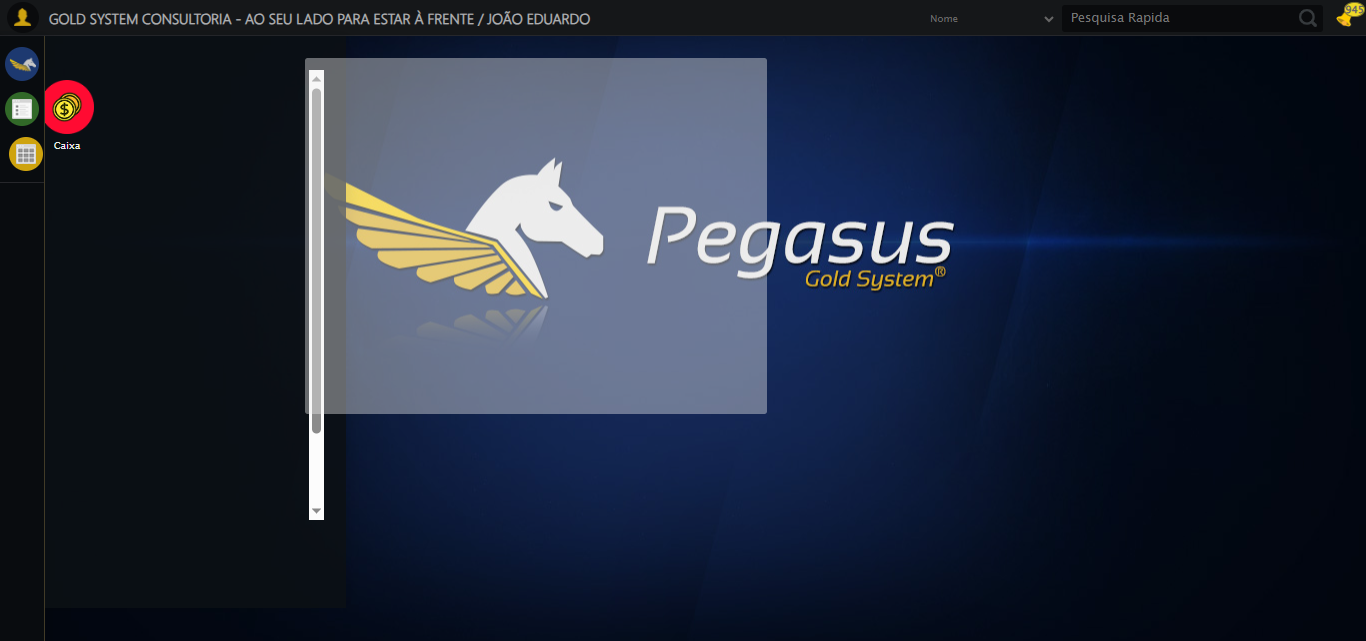 GOLD SYSTEM CONSULTORIA - AO SEU LADO PARA ESTAR À FRENTE / JOÃO EDUARDO
Nome
Pesquisa Rapida
945
Caixa
Pegasus
Gold System®